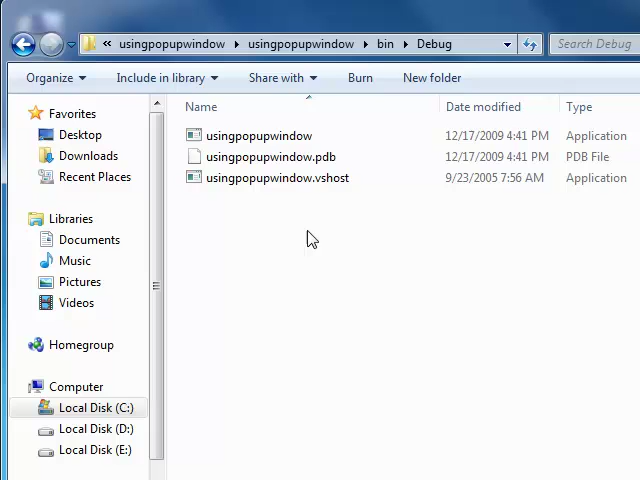 « usingpopupwindow usingpopupwindow bin Debug Search Debug
Organize Include in library Share with Burn New folder
Name Date modified Type
usingpopupwindow 12/17/2009 4:41 PM Application
usingpopupwindow.pdb 12/17/2009 4:41 PM PDB File
usingpopupwindow.vshost 9/23/2005 7:56 AM Application
Favorites
Desktop
Downloads
Recent Places
Libraries
Documents
Music
Pictures
Videos
Homegroup
Computer
Local Disk (C:)
Local Disk (D:)
Local Disk (E:)